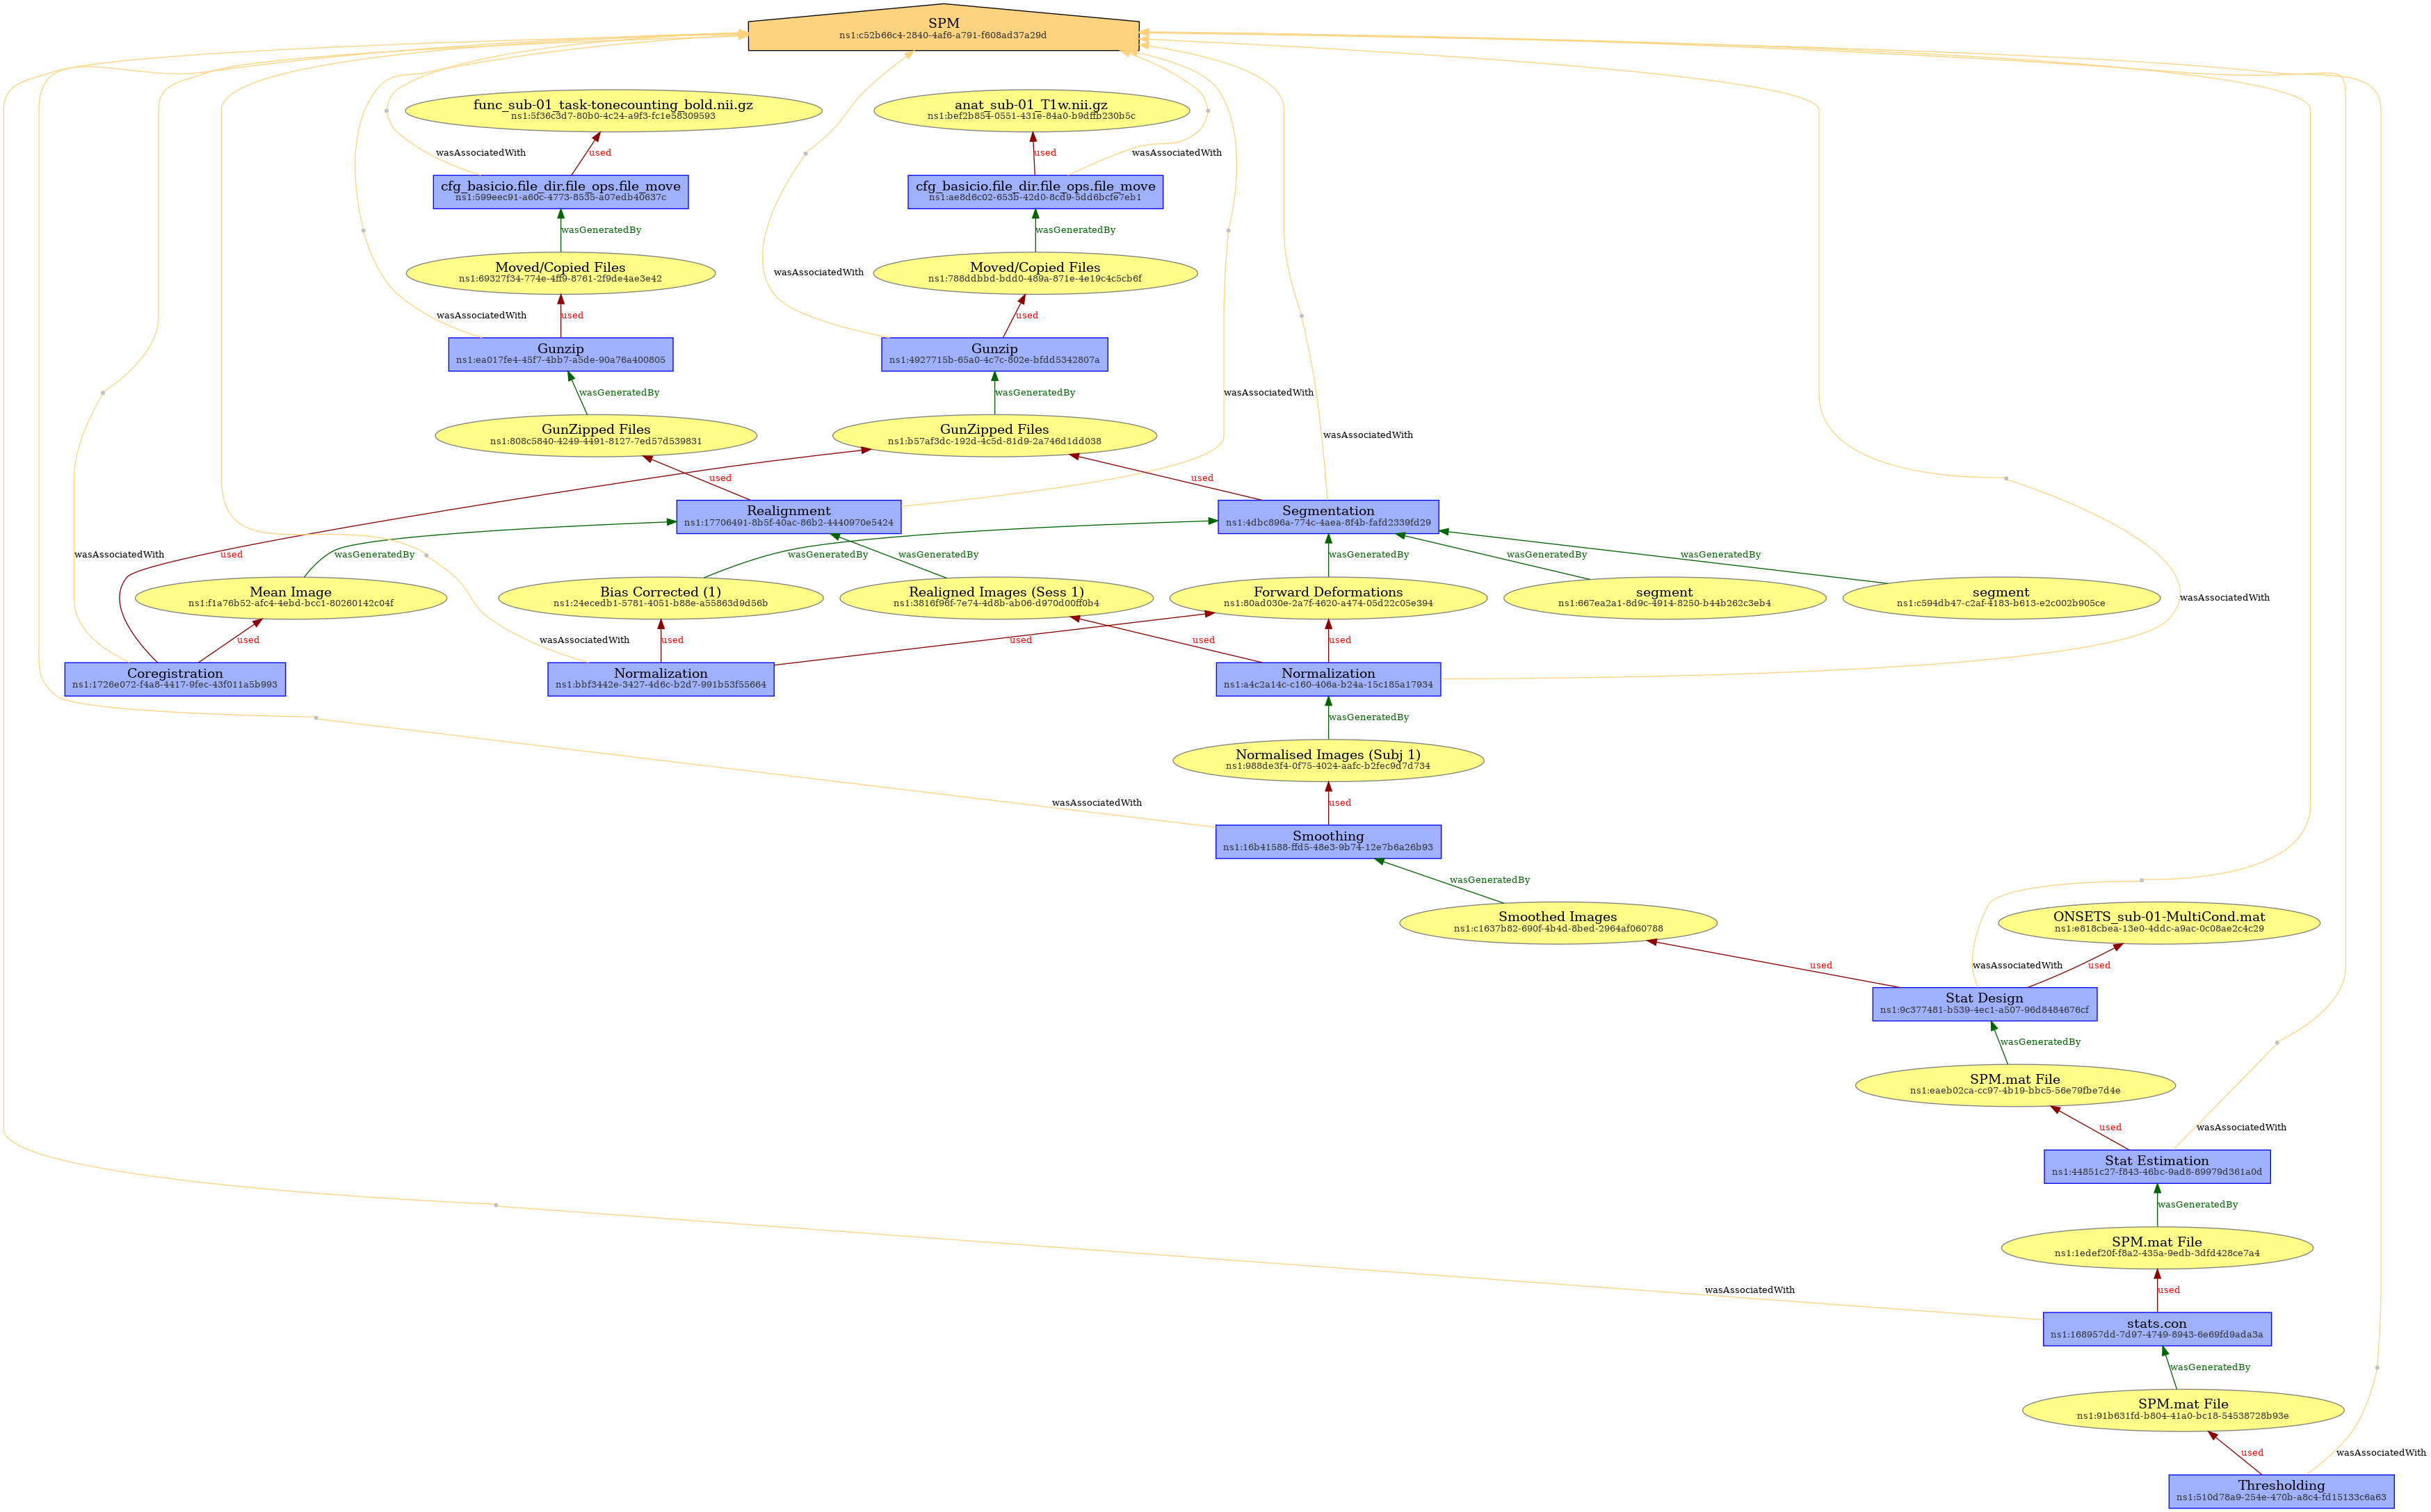 SPM
ns1:c52b66c4-2840-4af6-a791-f608ad37a29d
func_sub-01_task-tonecounting_bold.nii.gz
ns1:5f36c3d7-80b0-4c24-a9f3-fc1e58309593
anat_sub-01_T1w.nii.gz
ns1:bef2b854-0551-431e-84a0-b9dffb230b5c
wasAssociatedWith
used
used
wasAssociatedWith
cfg_basicio.file_dir.file_ops.file_move
ns1:599eec91-a60c-4773-8535-a07edb40637c
cfg_basicio.file_dir.file_ops.file_move
ns1:ae8d6c02-653b-42d0-8cd9-5dd6bcfe7eb1
wasGeneratedBy
wasGeneratedBy
Moved/Copied Files
ns1:69327f34-774e-4ff9-8761-2f9de4ae3e42
wasAssociatedWith
Moved/Copied Files
ns1:788ddbbd-bdd0-489a-871e-4e19c4c5cb6f
wasAssociatedWith
used
used
Gunzip
ns1:ea017fe4-45f7-4bb7-a5de-90a76a400805
Gunzip
ns1:4927715b-65a0-4c7c-802e-bfdd5342807a
wasGeneratedBy
wasGeneratedBy
wasAssociatedWith
GunZipped Files
ns1:808c5840-4249-4491-8127-7ed57d539831
GunZipped Files
ns1:b57af3dc-192d-4c5d-81d9-2a746d1dd038
wasAssociatedWith
used
used
Realignment
ns1:17706491-8b5f-40ac-86b2-4440970e5424
Segmentation
ns1:4dbc896a-774c-4aea-8f4b-fafd2339fd29
wasAssociatedWith
used
wasGeneratedBy
wasGeneratedBy
wasGeneratedBy
wasGeneratedBy
wasGeneratedBy
wasGeneratedBy
Mean Image
ns1:f1a76b52-afc4-4ebd-bcc1-80260142c04f
Bias Corrected (1)
ns1:24ecedb1-5781-4051-b88e-a55863d9d56b
Realigned Images (Sess 1)
ns1:3816f96f-7e74-4d8b-ab06-d970d00ff0b4
Forward Deformations
ns1:80ad030e-2a7f-4620-a474-05d22c05e394
segment
ns1:667ea2a1-8d9c-4914-8250-b44b262c3eb4
segment
ns1:c594db47-c2af-4183-b613-e2c002b905ce
wasAssociatedWith
used
wasAssociatedWith
used
used
used
used
Coregistration
ns1:1726e072-f4a8-4417-9fec-43f011a5b993
Normalization
ns1:bbf3442e-3427-4d6c-b2d7-991b53f55664
Normalization
ns1:a4c2a14c-c160-406a-b24a-15c185a17934
wasGeneratedBy
Normalised Images (Subj 1)
ns1:988de3f4-0f75-4024-aafc-b2fec9d7d734
wasAssociatedWith
used
Smoothing
ns1:16b41588-ffd5-48e3-9b74-12e7b6a26b93
wasGeneratedBy
Smoothed Images
ns1:c1637b82-690f-4b4d-8bed-2964af060788
ONSETS_sub-01-MultiCond.mat
ns1:e818cbea-13e0-4ddc-a9ac-0c08ae2c4c29
used
wasAssociatedWith
used
Stat Design
ns1:9c377481-b539-4ec1-a507-96d8484676cf
wasGeneratedBy
SPM.mat File
ns1:eaeb02ca-cc97-4b19-bbc5-56e79fbe7d4e
used
wasAssociatedWith
Stat Estimation
ns1:44851c27-f843-46bc-9ad8-89979d361a0d
wasGeneratedBy
SPM.mat File
ns1:1edef20f-f8a2-435a-9edb-3dfd428ce7a4
wasAssociatedWith
used
stats.con
ns1:168957dd-7d97-4749-8943-6e69fd9ada3a
wasGeneratedBy
SPM.mat File
ns1:91b631fd-b804-41a0-bc18-54538728b93e
used
wasAssociatedWith
Thresholding
ns1:510d78a9-254e-470b-a8c4-fd15133c6a63